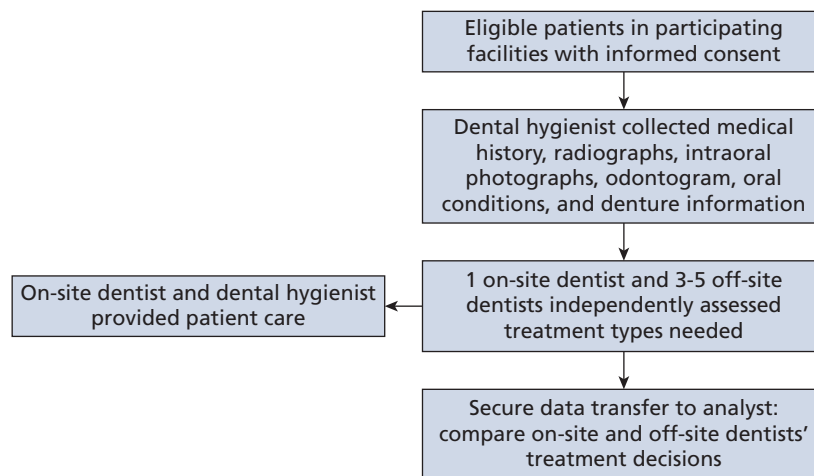 Eligible patients in participating
facilities with informed consent
Dental hygienist collected medical
history, radiographs, intraoral
photographs, odontogram, oral
conditions, and denture information
On-site dentist and dental hygienist
provided patient care
1 on-site dentist and 3-5 off-site
dentists independently assessed
treatment types needed
Secure data transfer to analyst:
compare on-site and off-site dentists’
treatment decisions